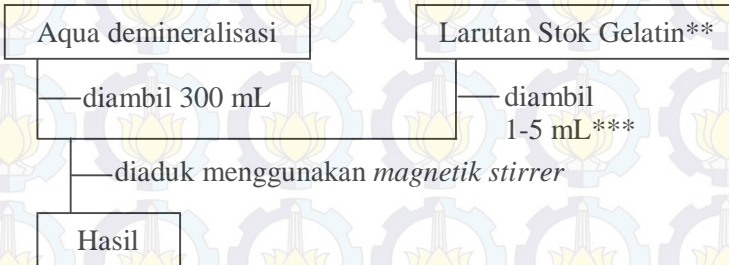 Aqua demineralisasi
Larutan Stok Gelatin**
diambil 300 mL
diambil
1-5 mL***
diaduk menggunakan magnetik stirrer
Hasil